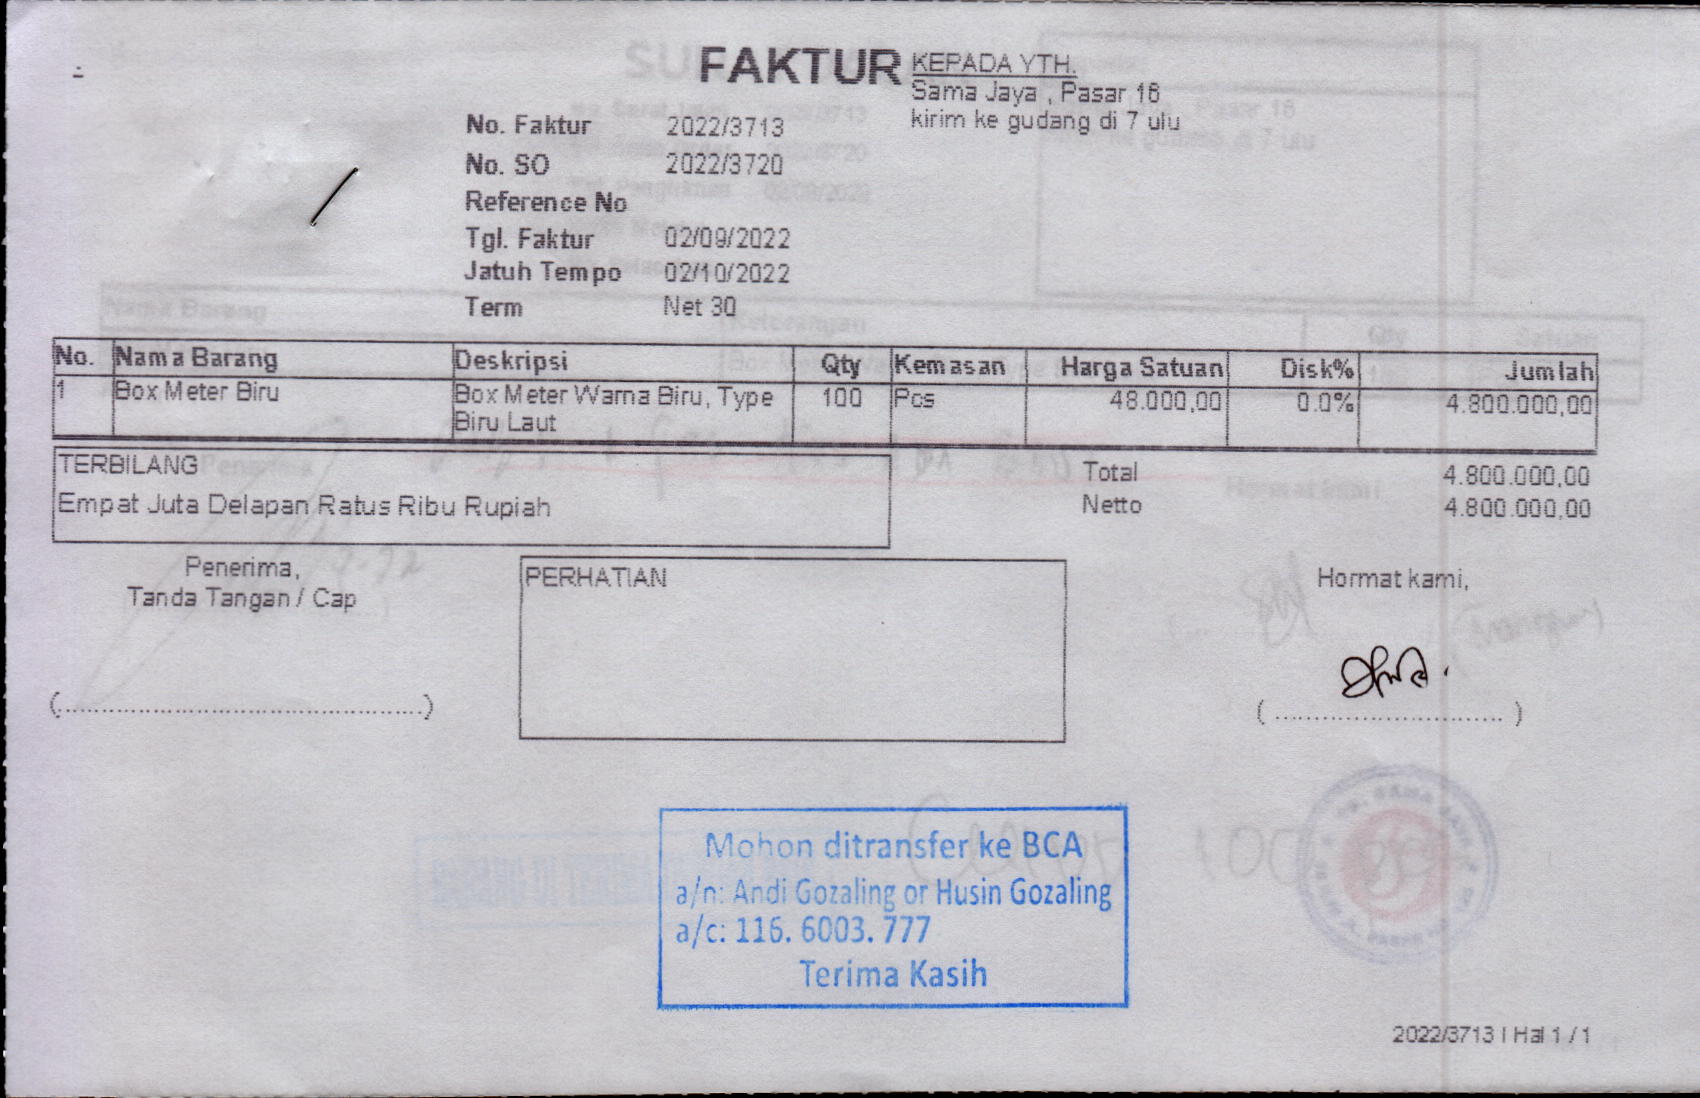 FAKTUR
KEPADA YTH.
Sama Jaya , Pasar 16
kirim ke gudang di 7 ulu
No. Faktur 2022/3713
No. SO 2022/3720
Reference No
Tgl. Faktur 02/09/2022
Jatuh Tempo 02/10/2022
Term Net 30
No. Nama Barang Deskripsi Qty Kemasan Harga Satuan Disk% Jumlah
1 Box Meter Biru Box Meter Warna Biru, Type 100 Pcs 48.000,00 0.0% 4.800.000,00
Biru Laut
TERBILANG
Empat Juta Delapan Ratus Ribu Rupiah
Total 4.800.000,00
Netto 4.800.000,00
Penerima,
Tanda Tangan / Cap
PERHATIAN
Hormat kami,
(................................................)
( ............................. )
Mohon ditransfer ke BCA
a/n: Andi Gozaling or Husin Gozaling
a/c: 116. 6003. 777
Terima Kasih
2022/3713 | Hal 1 / 1